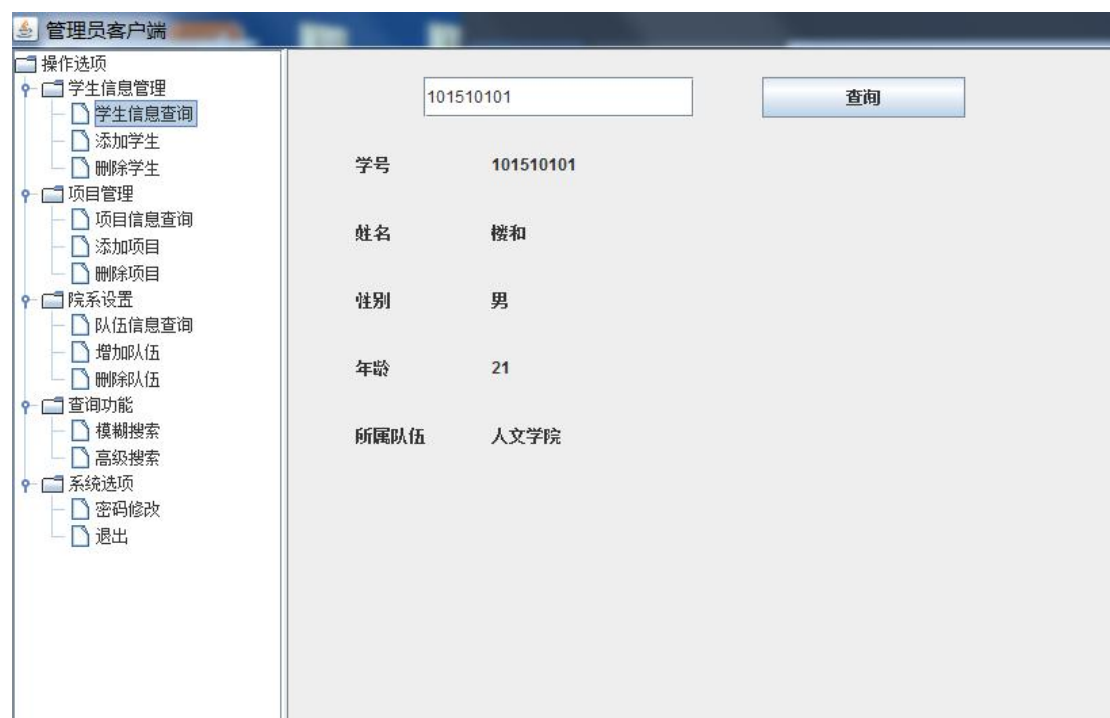 管理员客户端
操作选项
学生信息管理
学生信息查询
添加学生
删除学生
项目管理
项目信息查询
添加项目
删除项目
院系设置
队伍信息查询
增加队伍
删除队伍
查询功能
模糊搜索
高级搜索
系统选项
密码修改
退出
101510101 查询
学号 101510101
姓名 楼和
性别 男
年龄 21
所属队伍 人文学院